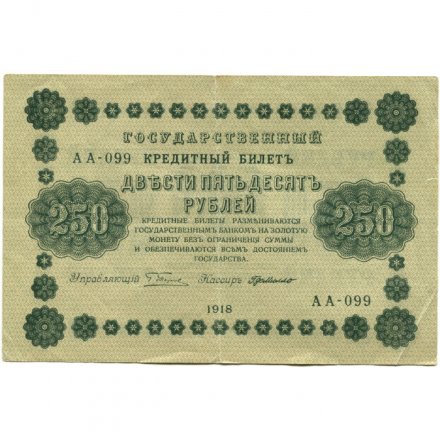 ГОСУДАРСТВЕННЫЙ
АА-099 КРЕДИТНЫЙ БИЛЕТЪ
ДВѢСТИ ПЯТЬДЕСЯТЪ
РУБЛЕЙ
250 250
КРЕДИТНЫЕ БИЛЕТЫ РАЗМѢНИВАЮТСЯ
ГОСУДАРСТВЕННЫМЪ БАНКОМЪ НА ЗОЛОТУЮ
МОНЕТУ БЕЗЪ ОГРАНИЧЕНІЯ СУММЫ
И ОБЕЗПЕЧИВАЮТСЯ ВСѢМЪ ДОСТОЯНІЕМЪ
ГОСУДАРСТВА.
Управляющій Кассиръ
АА-099
1918